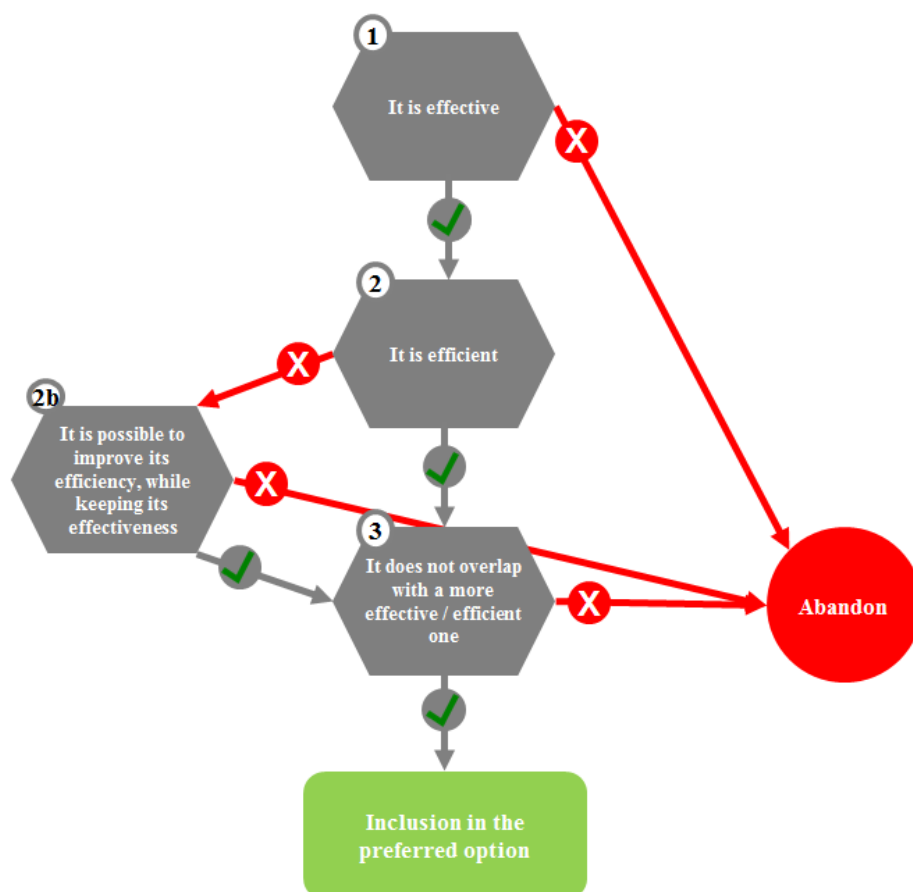 1
It is effective
X
2
It is efficient
X
2b
It is possible to
improve its
efficiency, while
keeping its
effectiveness
X
3
It does not overlap
with a more
effective / efficient
one
X
Abandon
Inclusion in the
preferred option